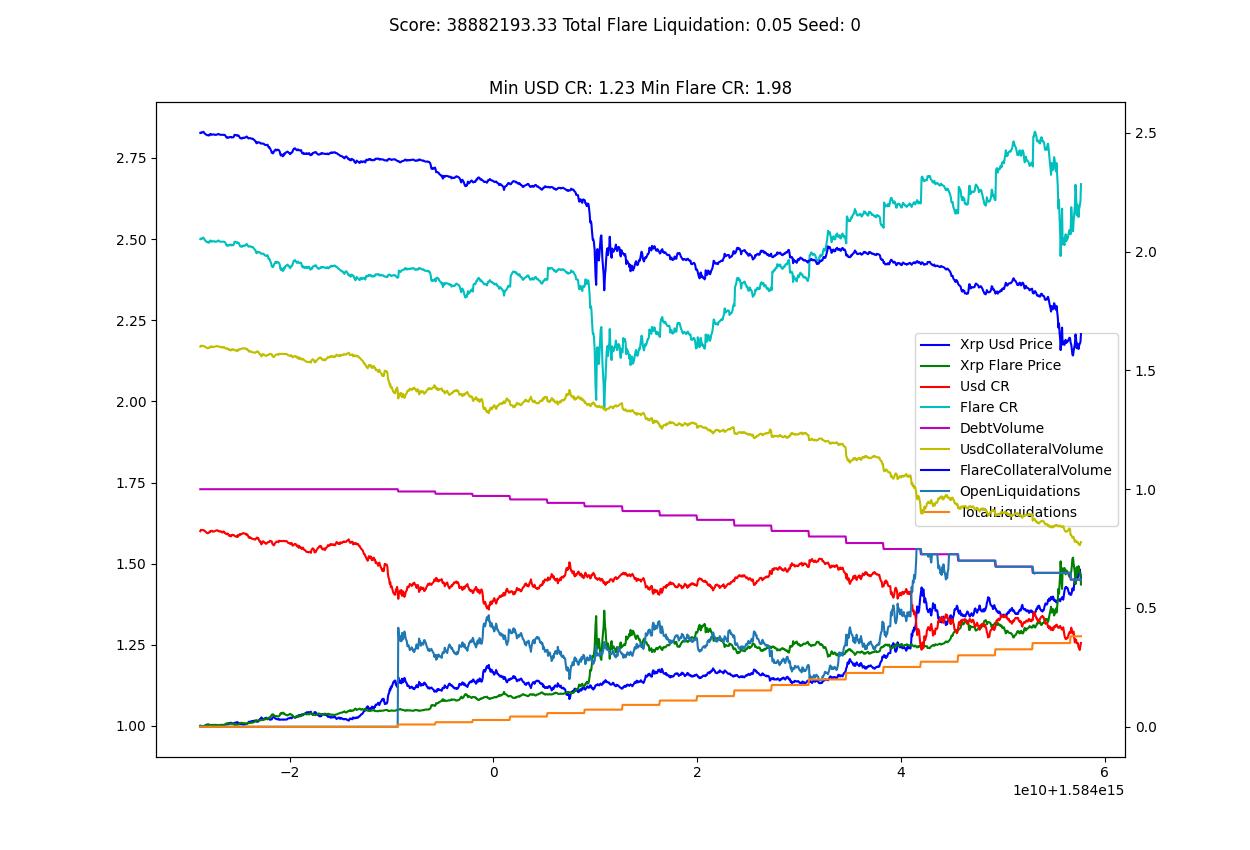 Score: 38882193.33 Total Flare Liquidation: 0.05 Seed: 0
Min USD CR: 1.23 Min Flare CR: 1.98
2.75
2.50
2.25
2.00
1.75
1.50
1.25
1.00
2.5
2.0
1.5
1.0
0.5
0.0
Xrp Usd Price
Xrp Flare Price
Usd CR
Flare CR
DebtVolume
UsdCollateralVolume
FlareCollateralVolume
OpenLiquidations
TotalLiquidations
−2 0 2 4 6
1e10+1.584e15